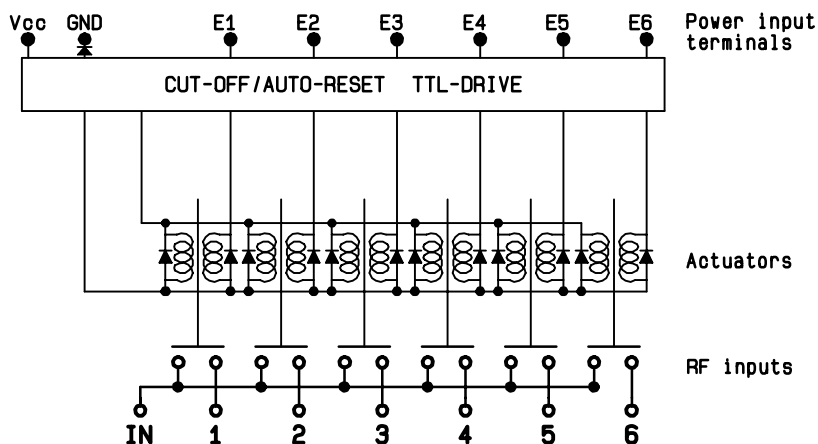 Vcc GND E1 E2 E3 E4 E5 E6 Power input
terminals
CUT-OFF/AUTO-RESET TTL-DRIVE
Actuators
RF inputs
IN 1 2 3 4 5 6